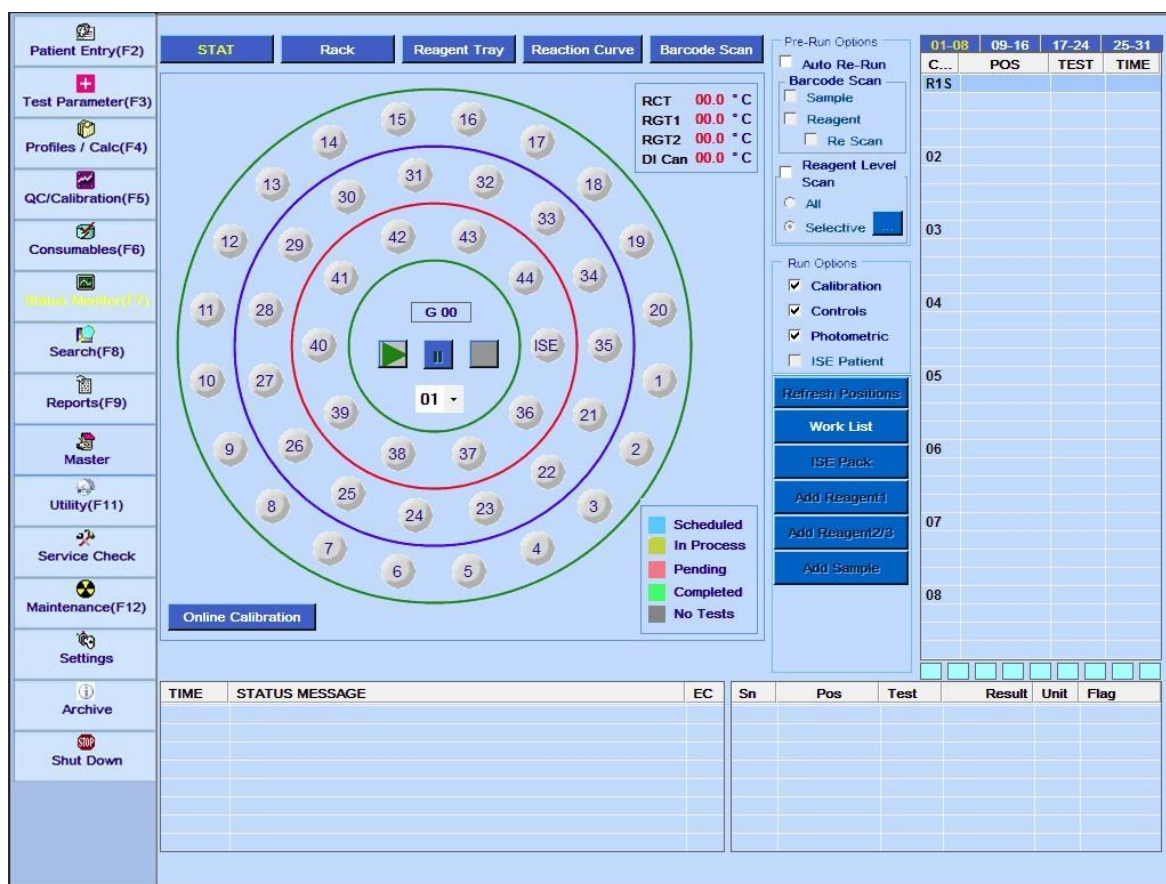 Patient Entry(F2)
Test Parameter(F3)
Profiles / Calc(F4)
QC/Calibration(F5)
Consumables(F6)
Status Monitor(F7)
Search(F8)
Reports(F9)
Master
Utility(F11)
Service Check
Maintenance(F12)
Settings
Archive
STOP
Shut Down
STAT Rack Reagent Tray Reaction Curve Barcode Scan
RCT 00.0 °C
RGT1 00.0 °C
RGT2 00.0 °C
DI Can 00.0 °C
15 16
14 17
31 32
13 30 33 18
12 29 42 43 34 19
41 44
11 28 G 00 20
40 ISE 35
10 27 01 1
39 36 21
9 26 38 37 22 2
25 24 23
8 3
7 4
6 5
Scheduled
In Process
Pending
Completed
No Tests
Online Calibration
Pre-Run Options
Auto Re-Run
Barcode Scan
Sample
Reagent
Re Scan
Reagent Level
Scan
All
Selective ...
Run Options
Calibration
Controls
Photometric
ISE Patient
Refresh Positions
Work List
ISE Pack
Add Reagent1
Add Reagent2/3
Add Sample
01-08 09-16 17-24 25-31
C... POS TEST TIME
R1S
02
03
04
05
06
07
08
TIME STATUS MESSAGE EC
Sn Pos Test Result Unit Flag